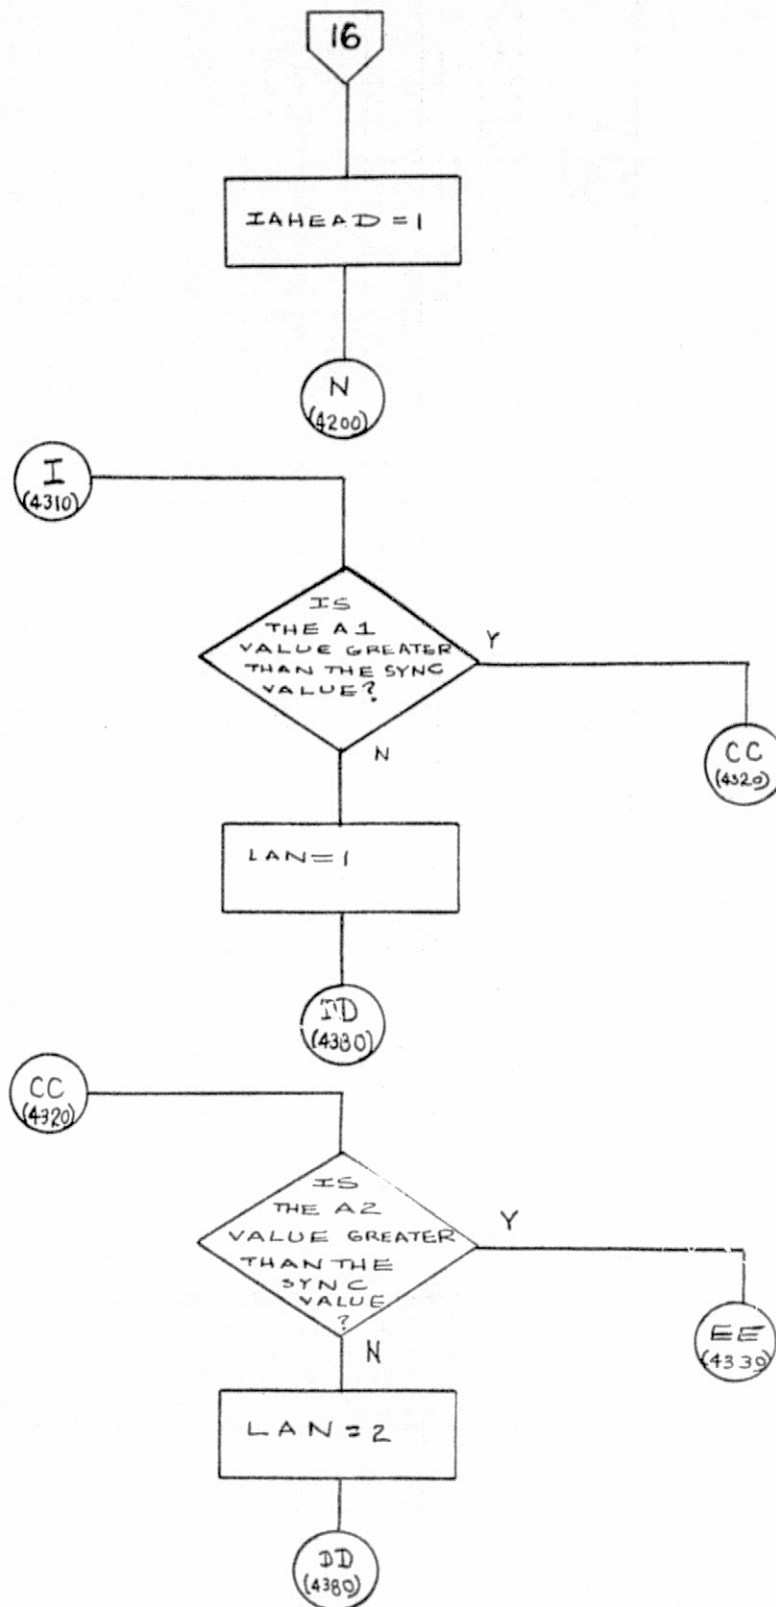 16
IAHEAD = 1
N
(4200)
I
(4310)
IS
THE A1
VALUE GREATER
THAN THE SYNC
VALUE?
Y
N
CC
(4320)
LAN=1
DD
(4380)
CC
(4320)
IS
THE A2
VALUE GREATER
THAN THE
SYNC
VALUE
?
Y
N
EE
(4330)
LAN=2
DD
(4380)